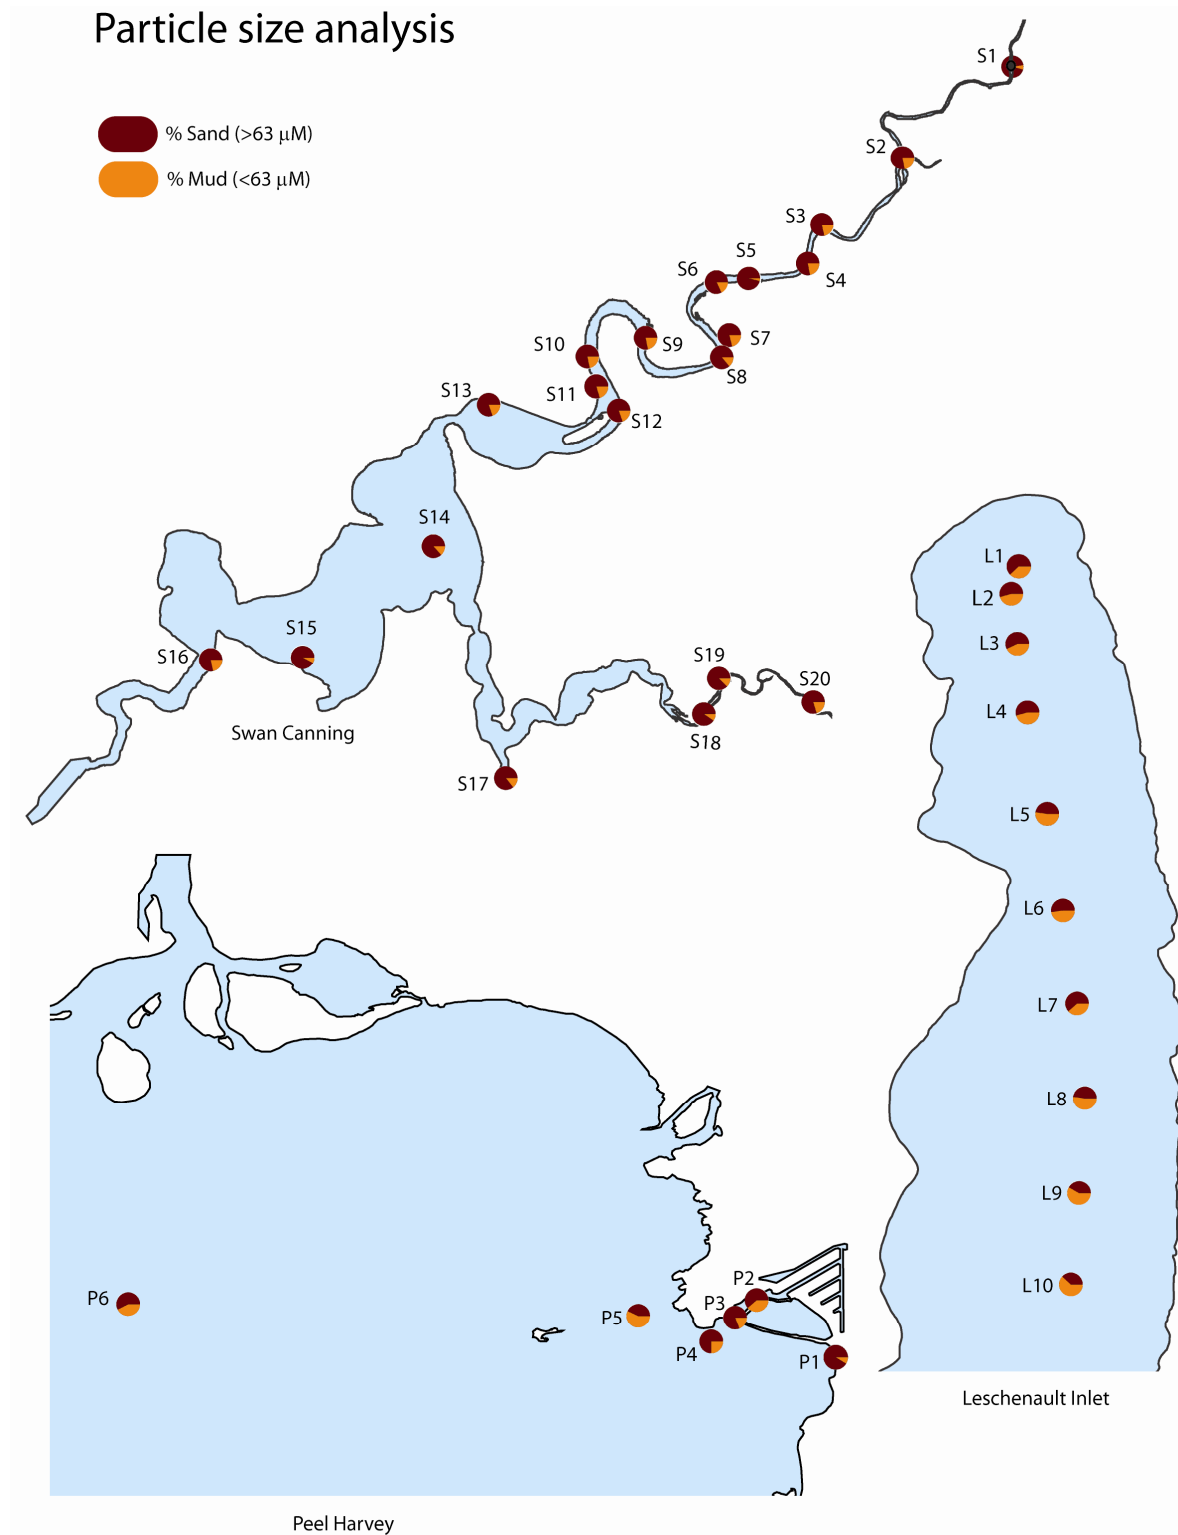 Particle size analysis
% Sand (>63 µM)
% Mud (<63 µM)
S1
S2
S3
S4
S5
S6
S7
S8
S9
S10
S11
S12
S13
S14
S15
S16
S17
S18
S19
S20
Swan Canning
L1
L2
L3
L4
L5
L6
L7
L8
L9
L10
Leschenault Inlet
P6
P5
P2
P3
P4
P1
Peel Harvey